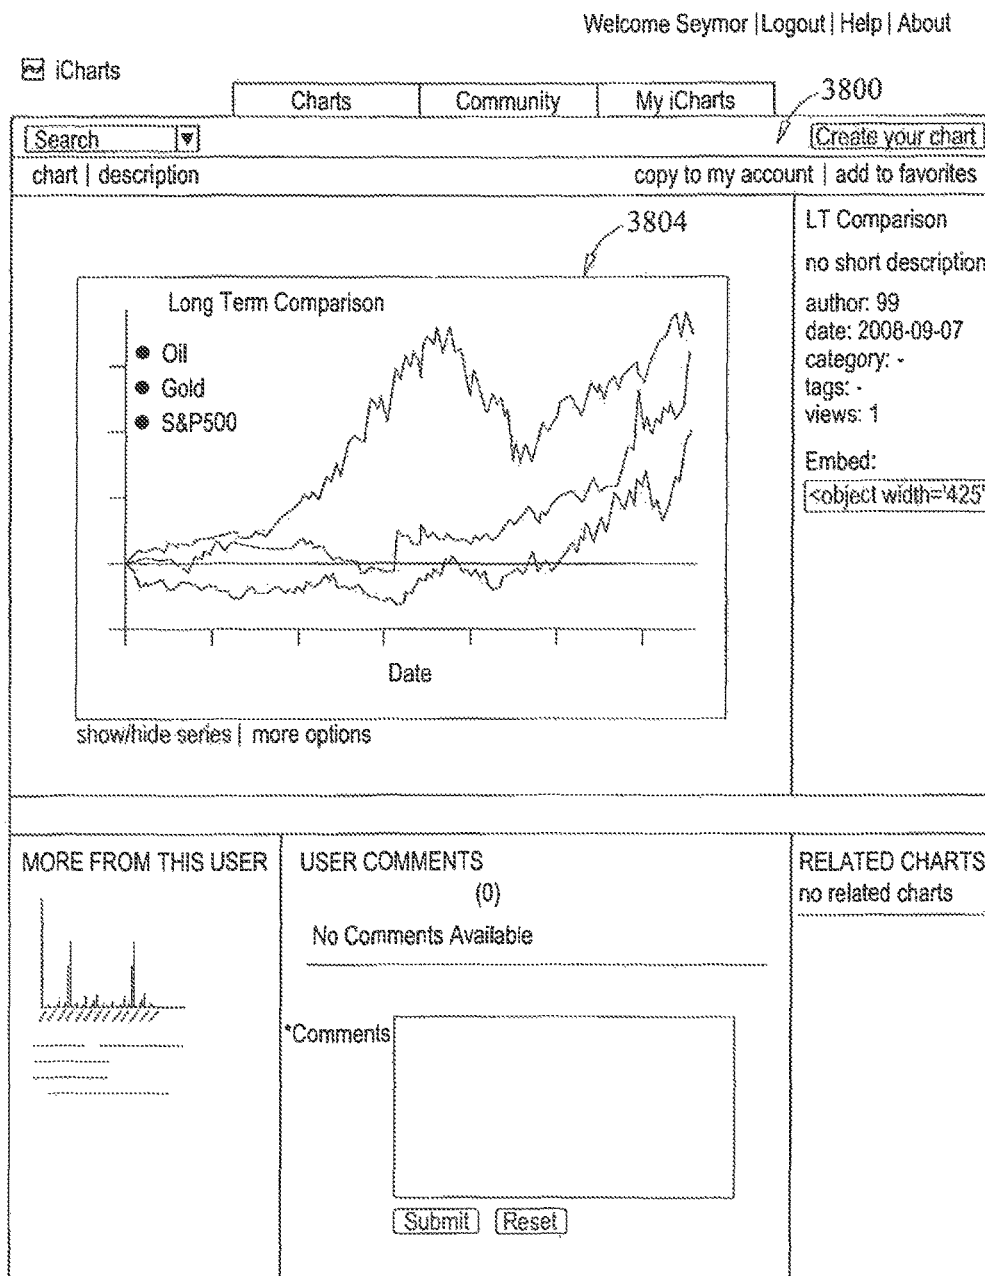 Welcome Seymor | Logout | Help | About
iCharts
Charts
Community
My iCharts
3800
Search
Create your chart
chart | description
copy to my account | add to favorites
3804
LT Comparison
no short description
author: 99
date: 2008-09-07
category: -
tags: -
views: 1
Embed:
<object width='425'
Long Term Comparison
Oil
Gold
S&P500
Date
show/hide series | more options
MORE FROM THIS USER
USER COMMENTS
(0)
No Comments Available
*Comments
Submit
Reset
RELATED CHARTS
no related charts